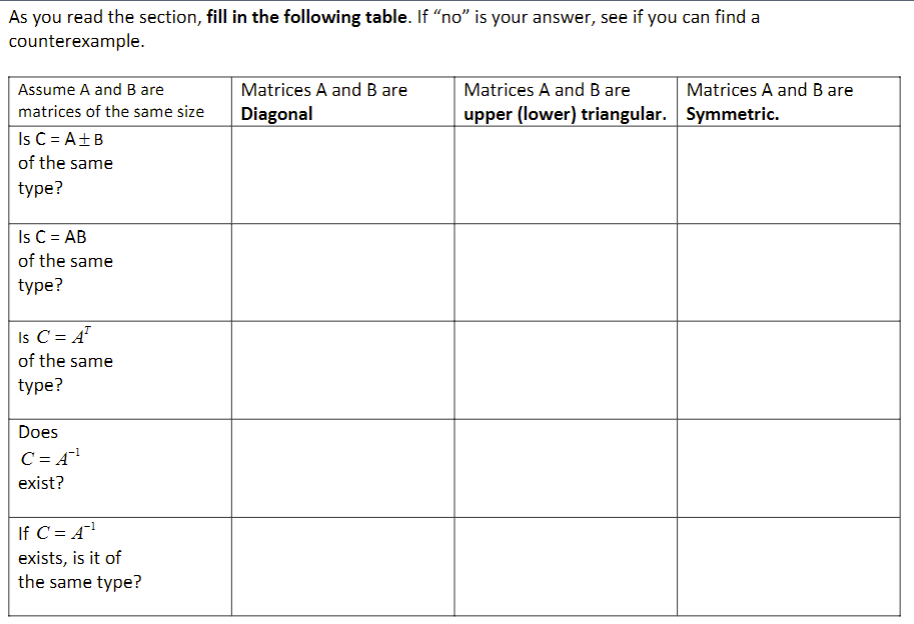 As you read the section, fill in the following table. If “no” is your answer, see if you can find a
counterexample.
Assume A and B are
matrices of the same size
Matrices A and B are
Diagonal
Matrices A and B are
upper (lower) triangular.
Matrices A and B are
Symmetric.
Is C = A ± B
of the same
type?
Is C = AB
of the same
type?
Is C = Aᵀ
of the same
type?
Does
C = A⁻¹
exist?
If C = A⁻¹
exists, is it of
the same type?